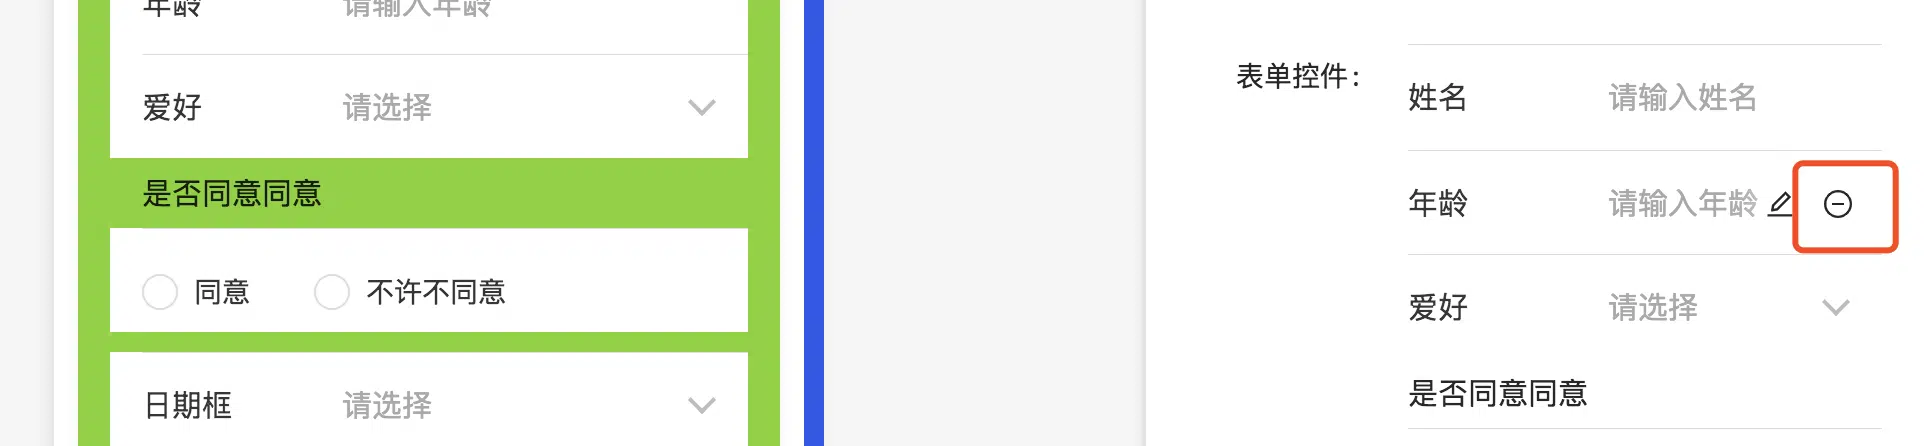 年龄 请输入年龄
爱好 请选择
是否同意同意
同意 不许不同意
日期框 请选择
表单控件:
姓名 请输入姓名
年龄 请输入年龄
爱好 请选择
是否同意同意